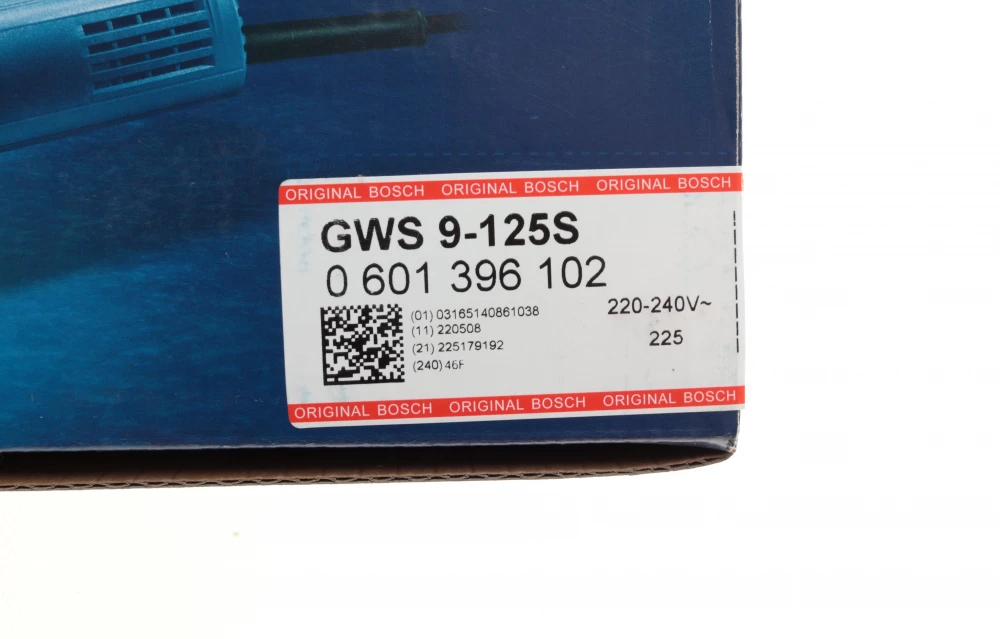 ORIGINAL BOSCH ORIGINAL BOSCH ORIGINAL BOSCH
GWS 9-125S
0 601 396 102
(01) 03165140861038
(11) 220508
(21) 225179192
(240) 46F
220-240V~
225
ORIGINAL BOSCH ORIGINAL BOSCH ORIGINAL BOSCH